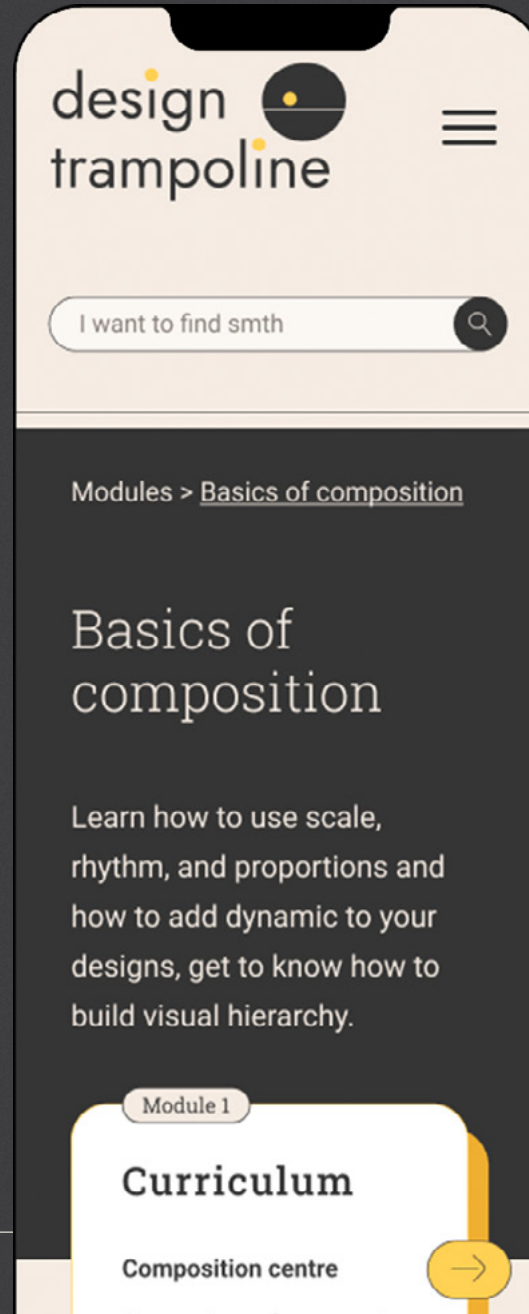 design
trampoline
I want to find smth
Modules > Basics of composition
Basics of
composition
Learn how to use scale,
rhythm, and proportions and
how to add dynamic to your
designs, get to know how to
build visual hierarchy.
Module 1
Curriculum
Composition centre